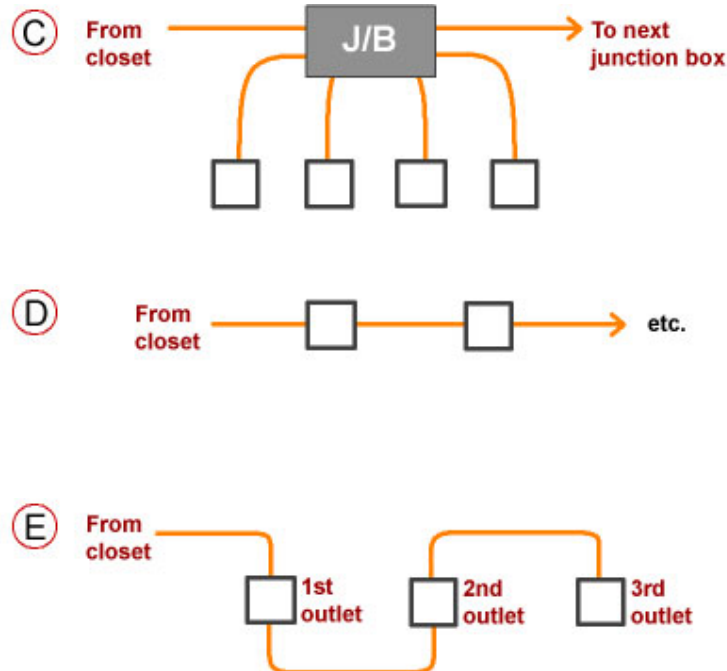 C
From
closet
J/B
To next
junction box
D
From
closet
etc.
E
From
closet
1st
outlet
2nd
outlet
3rd
outlet